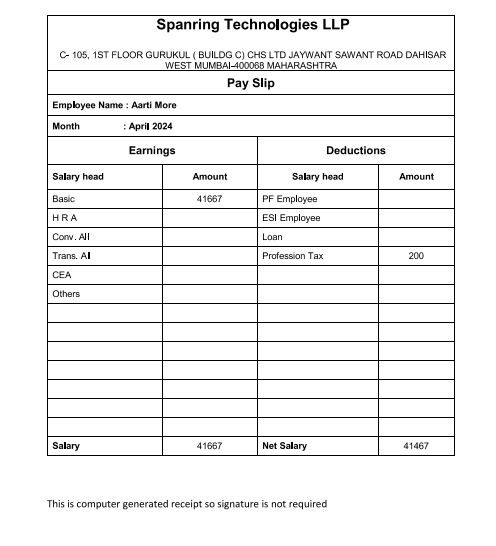 Spanring Technologies LLP
C- 105, 1ST FLOOR GURUKUL ( BUILDG C) CHS LTD JAYWANT SAWANT ROAD DAHISAR
WEST MUMBAI-400068 MAHARASHTRA
Pay Slip
Employee Name : Aarti More
Month : April 2024
Earnings Deductions
Salary head Amount Salary head Amount
Basic 41667 PF Employee
H R A ESI Employee
Conv. All Loan
Trans. All Profession Tax 200
CEA
Others
Salary 41667 Net Salary 41467
This is computer generated receipt so signature is not required